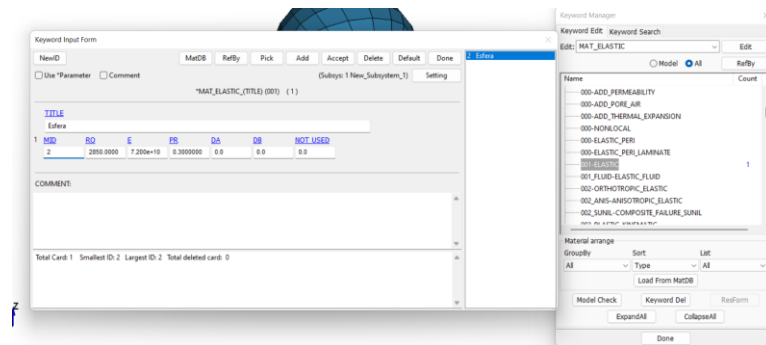 Keyword Input Form
NewID MatDB RefBy Pick Add Accept Delete Default Done
Use *Parameter Comment (Subsys: 1 New_Subsystem_1) Setting
*MAT_ELASTIC_(TITLE) (001) (1)
TITLE
Esfera
1 MID RO E PR DA DB NOT USED
2 2850.0000 7.200e+10 0.3000000 0.0 0.0 0.0
COMMENT:
Total Card: 1 Smallest ID: 2 Largest ID: 2 Total deleted card: 0
2 Esfera
Z
Keyword Manager
Keyword Edit Keyword Search
Edit: MAT_ELASTIC Edit
Model All RefBy
Name Count
000-ADD_PERMEABILITY
000-ADD_PORE_AIR
000-ADD_THERMAL_EXPANSION
000-NONLOCAL
000-ELASTIC_PERI
000-ELASTIC_PERI_LAMINATE
001-ELASTIC 1
001_FLUID-ELASTIC_FLUID
002-ORTHOTROPIC_ELASTIC
002_ANIS-ANISOTROPIC_ELASTIC
002_SUNIL-COMPOSITE_FAILURE_SUNIL
Material arrange
GroupBy Sort List
All Type All
Load From MatDB
Model Check Keyword Del ResForm
ExpandAll CollapseAll
Done